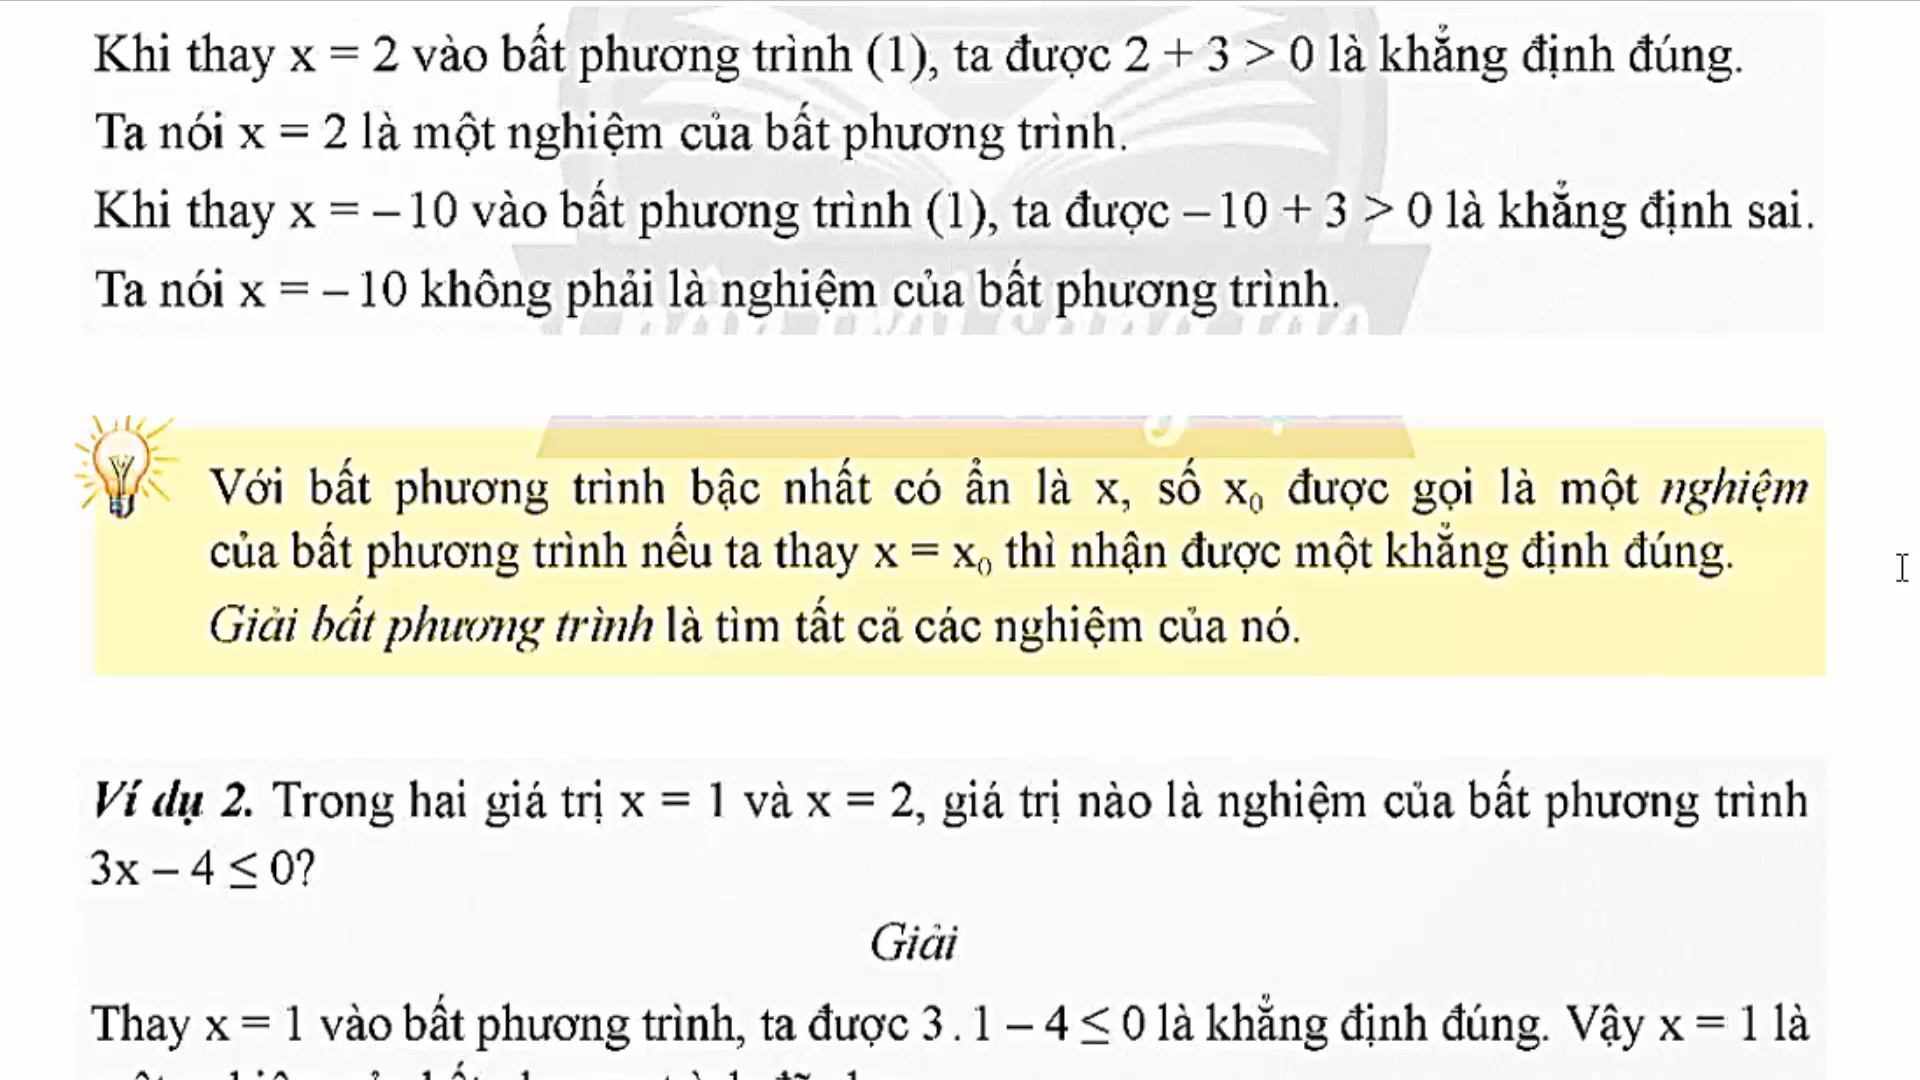 Khi thay x = 2 vào bất phương trình (1), ta được 2 + 3 > 0 là khẳng định đúng.
Ta nói x = 2 là một nghiệm của bất phương trình.
Khi thay x = – 10 vào bất phương trình (1), ta được – 10 + 3 > 0 là khẳng định sai.
Ta nói x = – 10 không phải là nghiệm của bất phương trình.
Với bất phương trình bậc nhất có ẩn là x, số x₀ được gọi là một nghiệm
của bất phương trình nếu ta thay x = x₀ thì nhận được một khẳng định đúng.
Giải bất phương trình là tìm tất cả các nghiệm của nó.
Ví dụ 2. Trong hai giá trị x = 1 và x = 2, giá trị nào là nghiệm của bất phương trình
3x – 4 ≤ 0?
Giải
Thay x = 1 vào bất phương trình, ta được 3 . 1 – 4 ≤ 0 là khẳng định đúng. Vậy x = 1 là